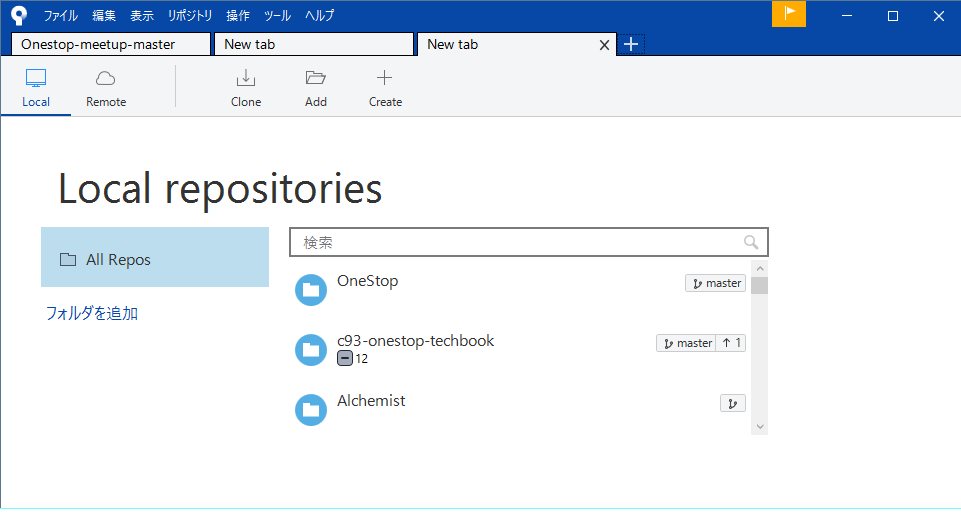 ファイル 編集 表示 リポジトリ 操作 ツール ヘルプ
Onestop-meetup-master New tab New tab
Local Remote Clone Add Create
Local repositories
All Repos
フォルダを追加
検索
OneStop master
c93-onestop-techbook master ↑ 1
12
Alchemist